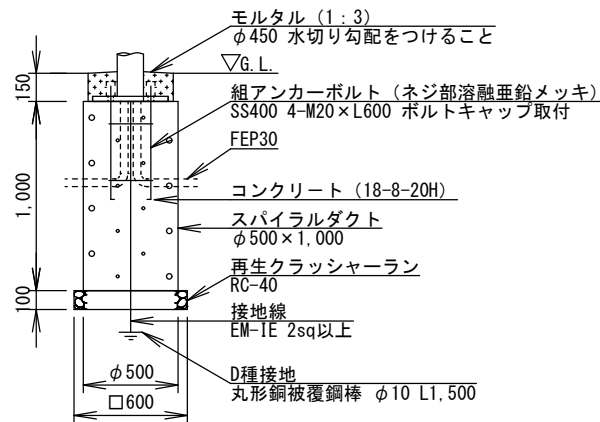 モルタル (1：3)
φ450 水切り勾配をつけること
▽G.L.
150
組アンカーボルト (ネジ部溶融亜鉛メッキ)
SS400 4-M20×L600 ボルトキャップ取付
FEP30
1,000
コンクリート (18-8-20H)
スパイラルダクト
φ500×1,000
再生クラッシャーラン
RC-40
100
接地線
EM-IE 2sq以上
D種接地
丸形銅被覆鋼棒 φ10 L1,500
φ500
□600